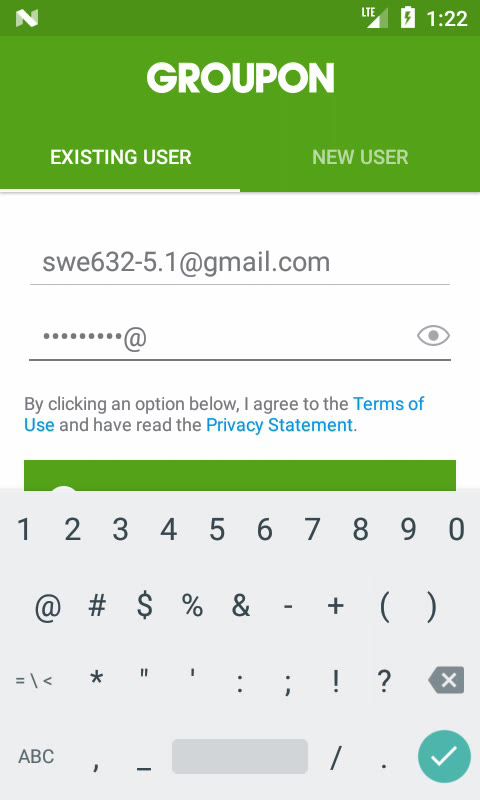 LTE 1:22
GROUPON
EXISTING USER NEW USER
swe632-5.1@gmail.com
•••••••••@
By clicking an option below, I agree to the Terms of
Use and have read the Privacy Statement.
1 2 3 4 5 6 7 8 9 0
@ # $ % & - + ( )
= \ < * " ' : ; ! ?
ABC , _ / .